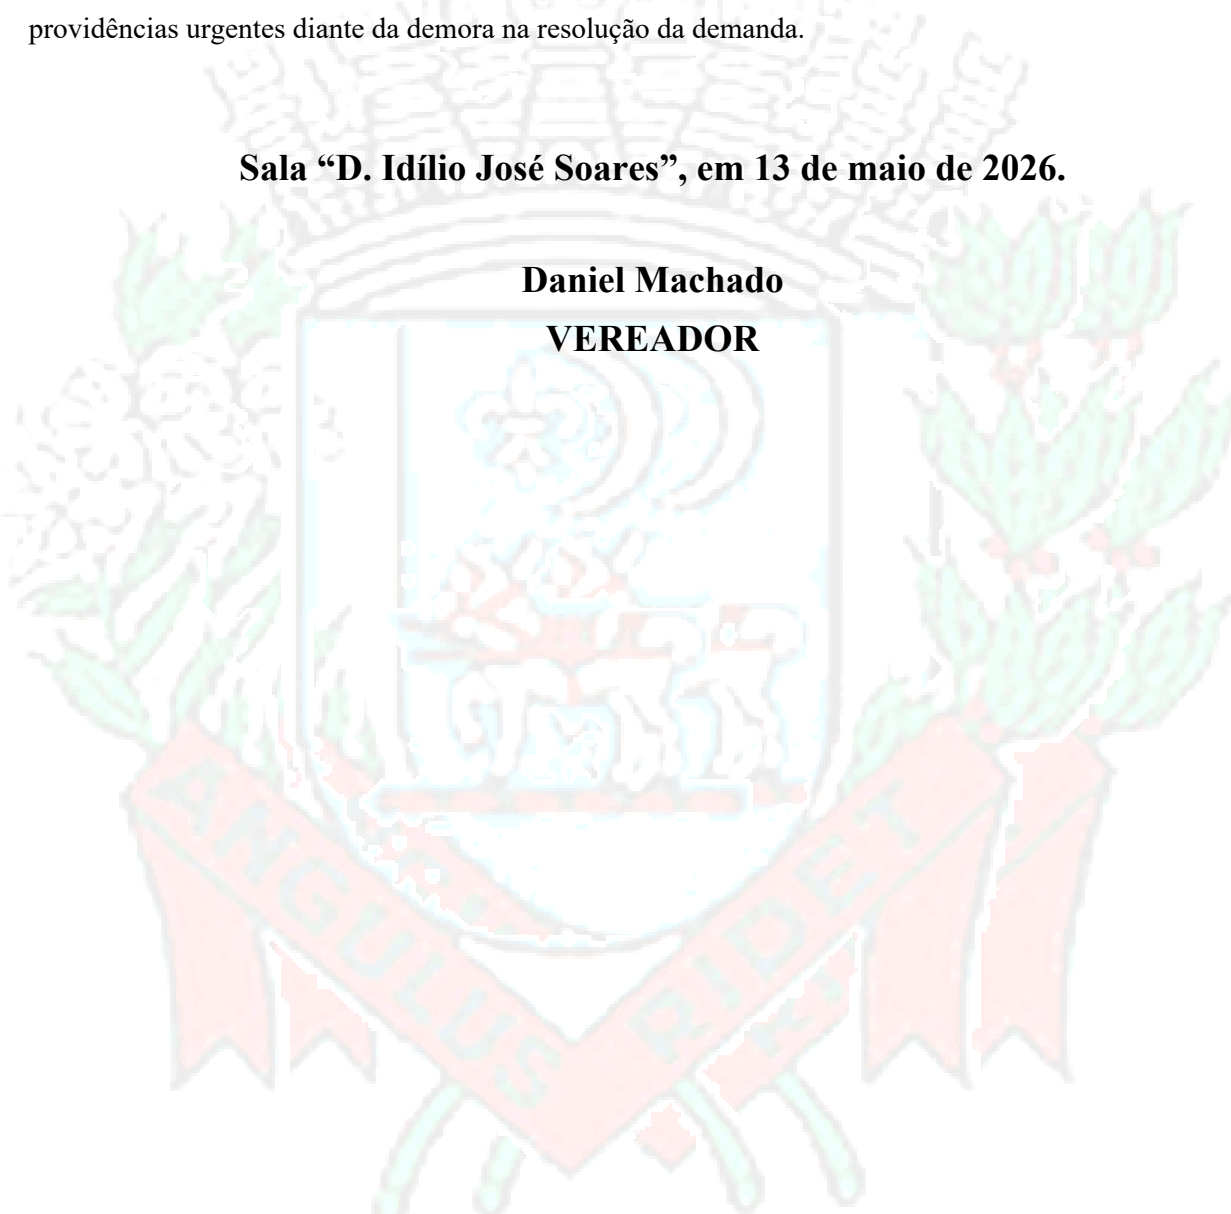 providências urgentes diante da demora na resolução da demanda.
Sala “D. Idílio José Soares”, em 13 de maio de 2026.
Daniel Machado
VEREADOR
ANGULUS RIDET